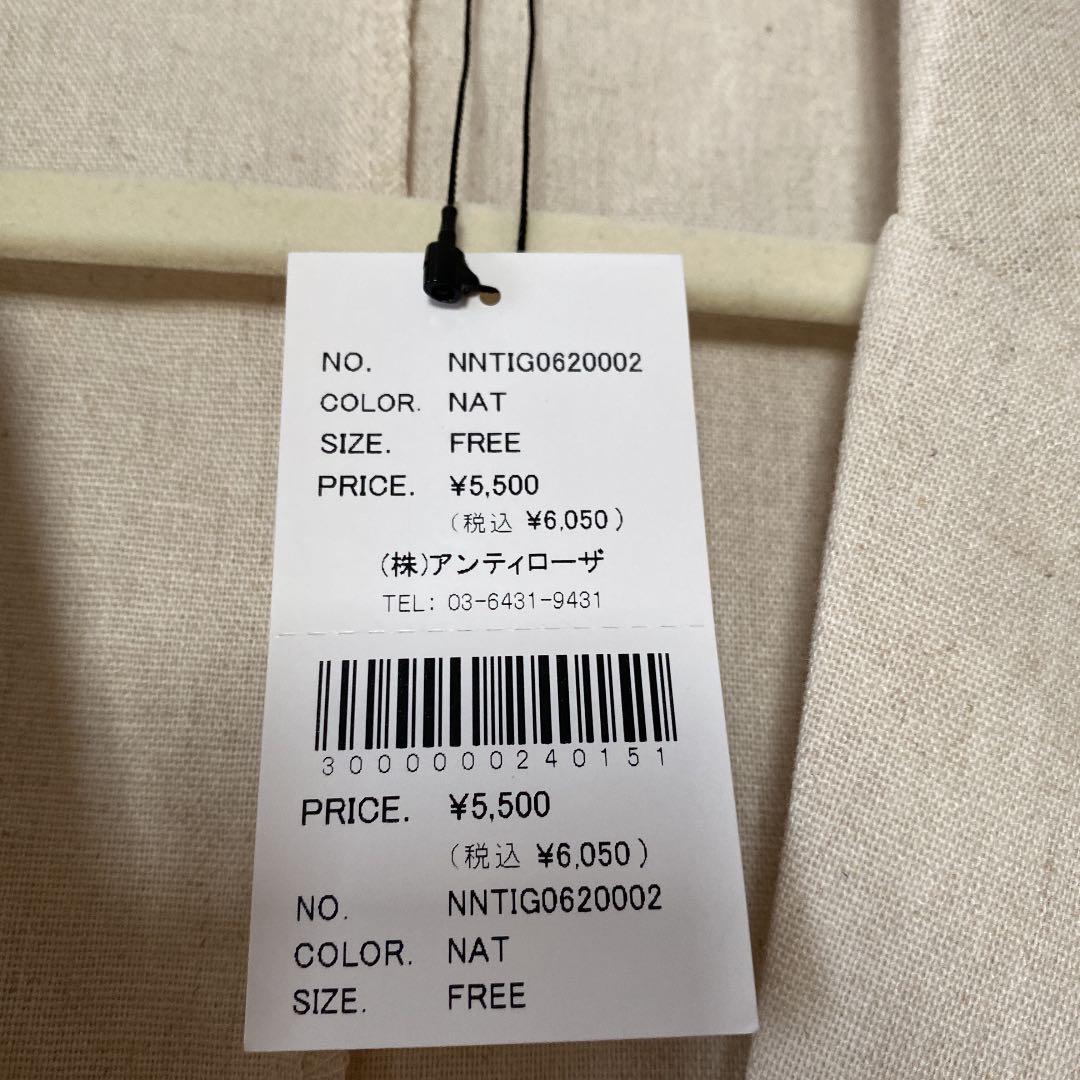 NO. NNTIG0620002
COLOR. NAT
SIZE. FREE
PRICE. ¥5,500
(税込 ¥6,050)
(株)アンティローザ
TEL: 03-6431-9431
3000000240151
PRICE. ¥5,500
(税込 ¥6,050)
NO. NNTIG0620002
COLOR. NAT
SIZE. FREE